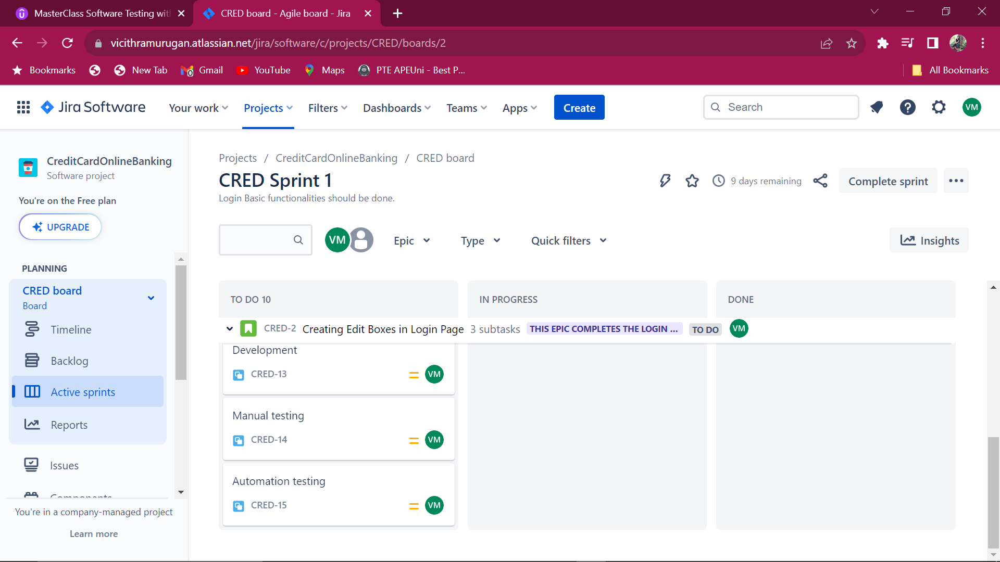 MasterClass Software Testing wit
CRED board - Agile board - Jira
vicithramurugan.atlassian.net/jira/software/c/projects/CRED/boards/2
Bookmarks
New Tab
Gmail
YouTube
Maps
PTE APEUni - Best P...
All Bookmarks
Jira Software
Your work
Projects
Filters
Dashboards
Teams
Apps
Create
Search
VM
CreditCardOnlineBanking
Software project
You're on the Free plan
UPGRADE
PLANNING
CRED board
Board
Timeline
Backlog
Active sprints
Reports
Issues
Components
You're in a company-managed project
Learn more
Projects / CreditCardOnlineBanking / CRED board
CRED Sprint 1
Login Basic functionalities should be done.
9 days remaining
Complete sprint
VM
Epic
Type
Quick filters
Insights
TO DO 10
IN PROGRESS
DONE
CRED-2 Creating Edit Boxes in Login Page 3 subtasks THIS EPIC COMPLETES THE LOGIN ... TO DO VM
Development
CRED-13 VM
Manual testing
CRED-14 VM
Automation testing
CRED-15 VM